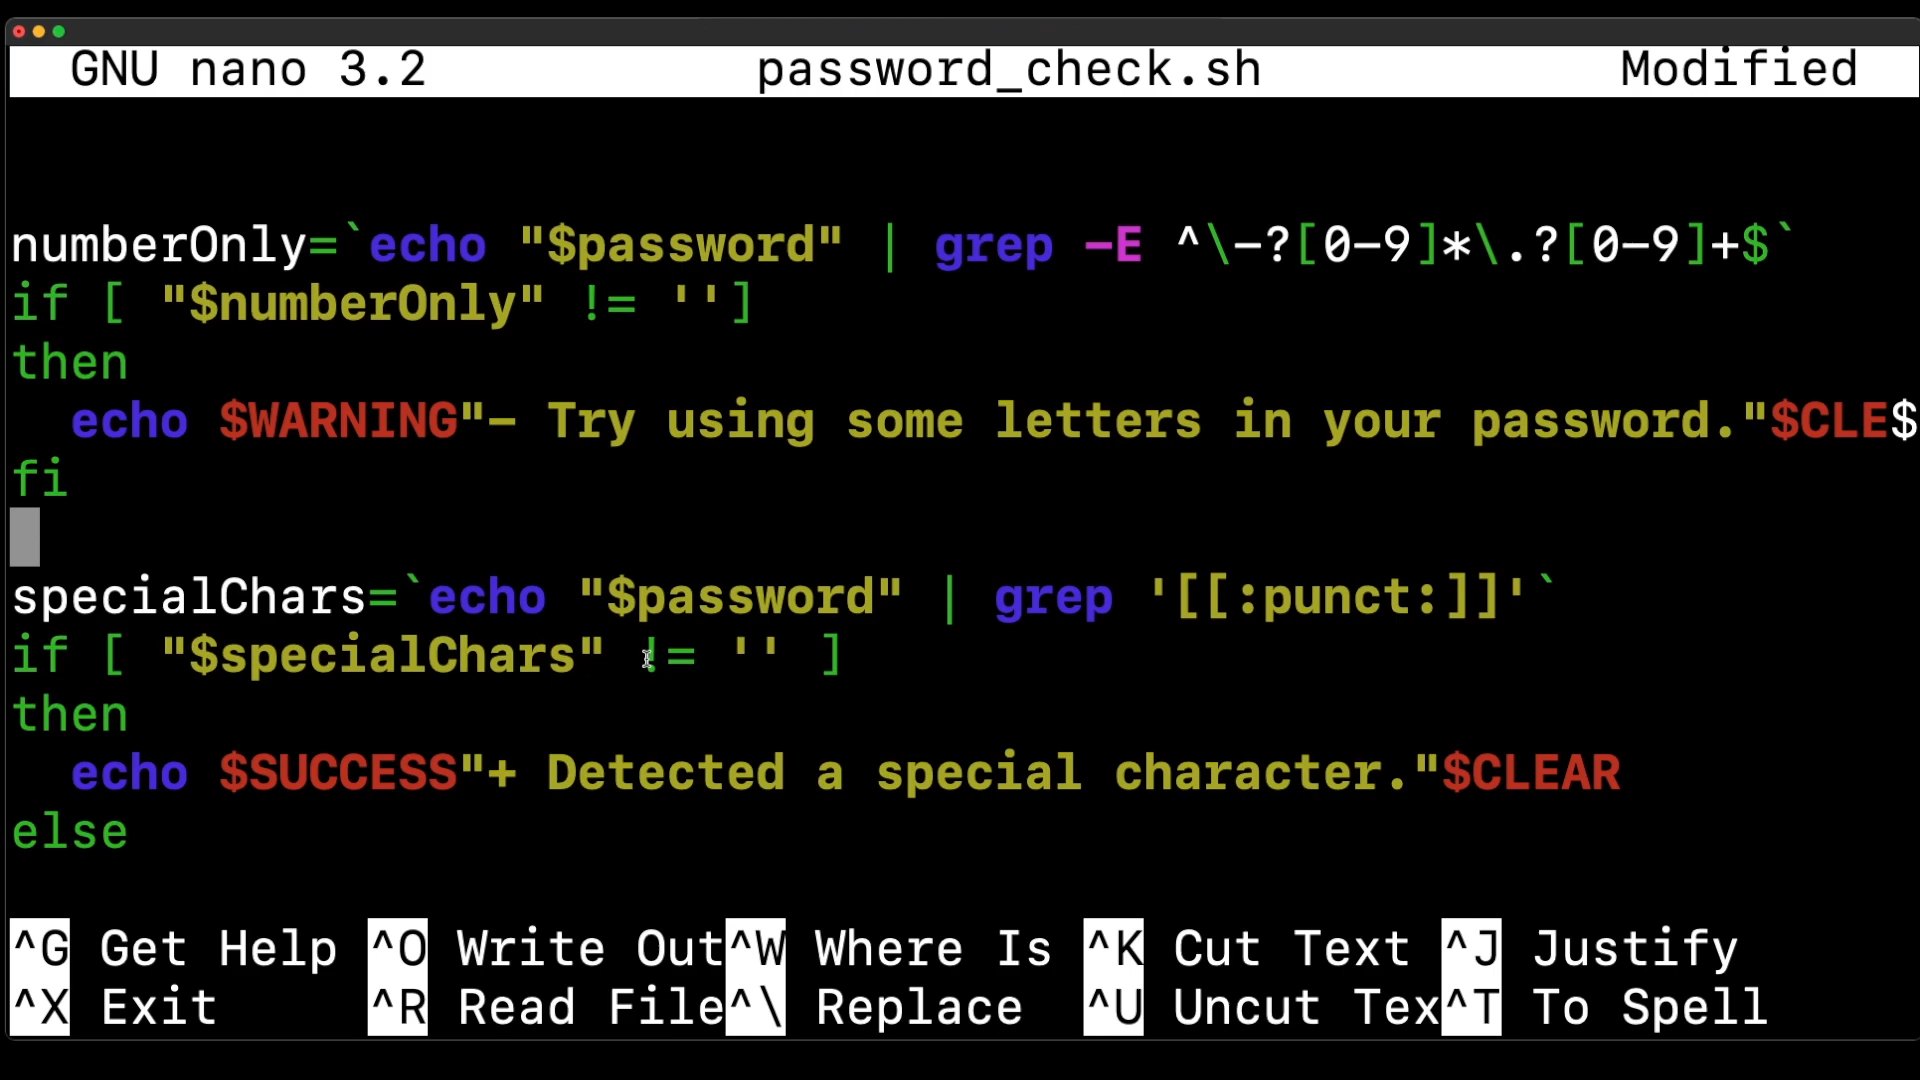 GNU nano 3.2 password_check.sh Modified
numberOnly=`echo "$password" | grep -E ^\-?[0-9]*\.?[0-9]+$`
if [ "$numberOnly" != '']
then
  echo $WARNING"- Try using some letters in your password."$CLE$
fi
specialChars=`echo "$password" | grep '[[:punct:]]'`
if [ "$specialChars" != '' ]
then
  echo $SUCCESS"+ Detected a special character."$CLEAR
else
^G Get Help ^O Write Out ^W Where Is ^K Cut Text ^J Justify
^X Exit ^R Read File ^\ Replace ^U Uncut Tex ^T To Spell